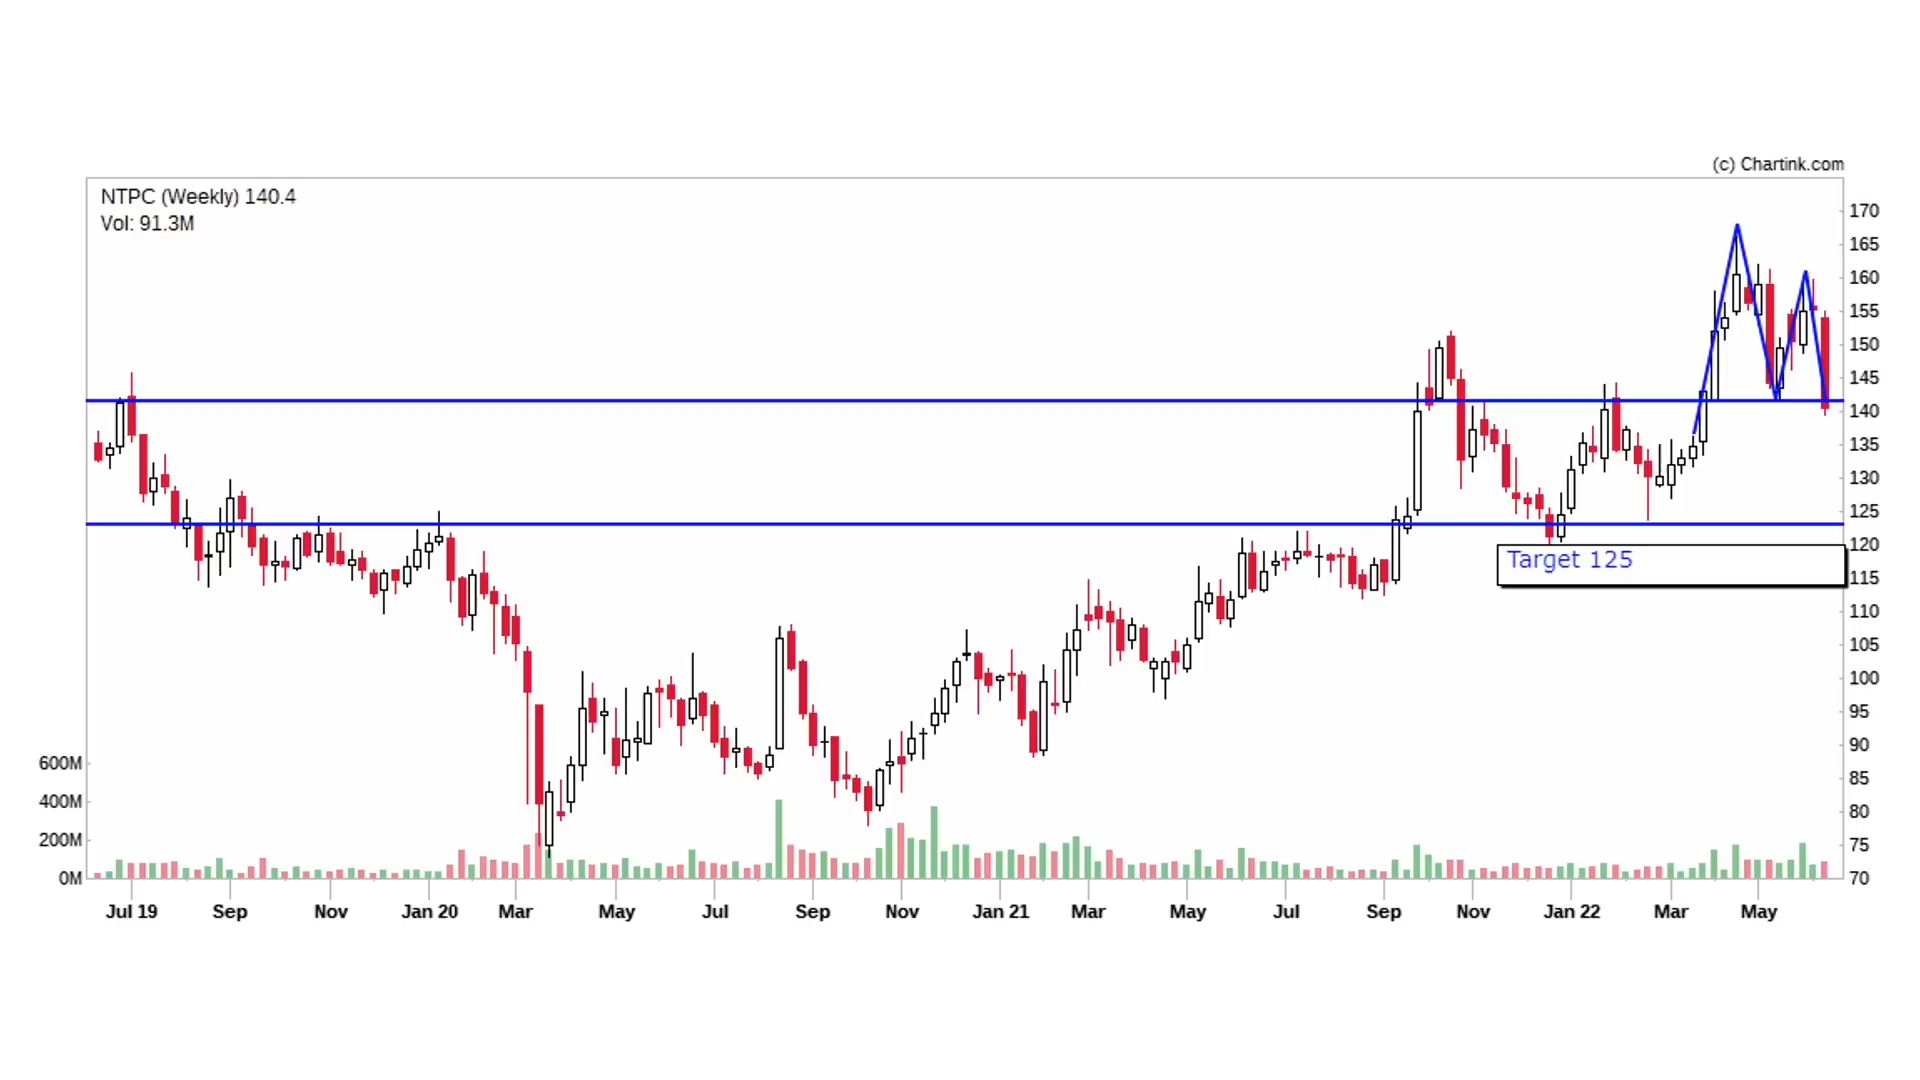 (c) Chartink.com
NTPC (Weekly) 140.4
Vol: 91.3M
170
165
160
155
150
145
140
135
130
125
120
Target 125
115
110
105
100
95
90
85
80
75
70
600M
400M
200M
0M
Jul 19 Sep Nov Jan 20 Mar May Jul Sep Nov Jan 21 Mar May Jul Sep Nov Jan 22 Mar May